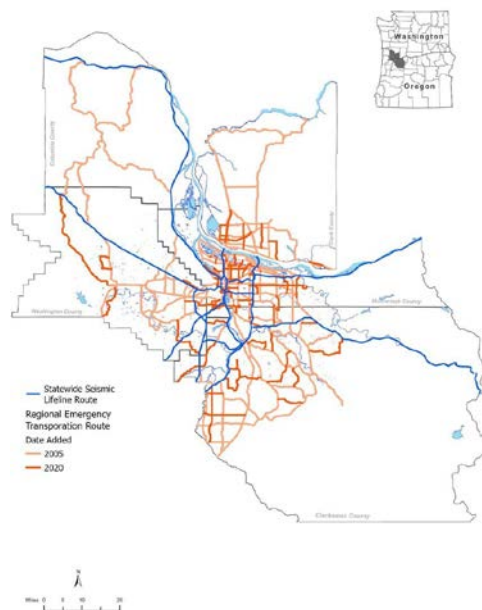 Washington
Oregon
Columbia County
Clark County
Multnomah County
Washington County
Statewide Seismic
Lifeline Route
Regional Emergency
Transporation Route
Date Added
2005
2020
Clackamas County
N
Miles 0 5 10 20